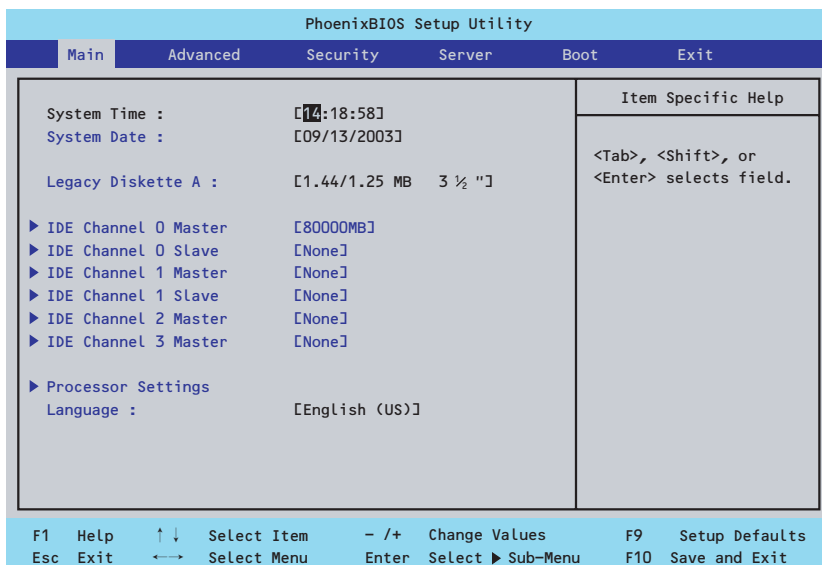 PhoenixBIOS Setup Utility
Main Advanced Security Server Boot Exit
Item Specific Help
System Time : [14:18:58]
System Date : [09/13/2003]
<Tab>, <Shift>, or
<Enter> selects field.
Legacy Diskette A : [1.44/1.25 MB 3 ½ "]
▶ IDE Channel 0 Master [80000MB]
▶ IDE Channel 0 Slave [None]
▶ IDE Channel 1 Master [None]
▶ IDE Channel 1 Slave [None]
▶ IDE Channel 2 Master [None]
▶ IDE Channel 3 Master [None]
▶ Processor Settings
Language : [English (US)]
F1 Help ↑↓ Select Item – /+ Change Values F9 Setup Defaults
Esc Exit ←→ Select Menu Enter Select ▶ Sub–Menu F10 Save and Exit